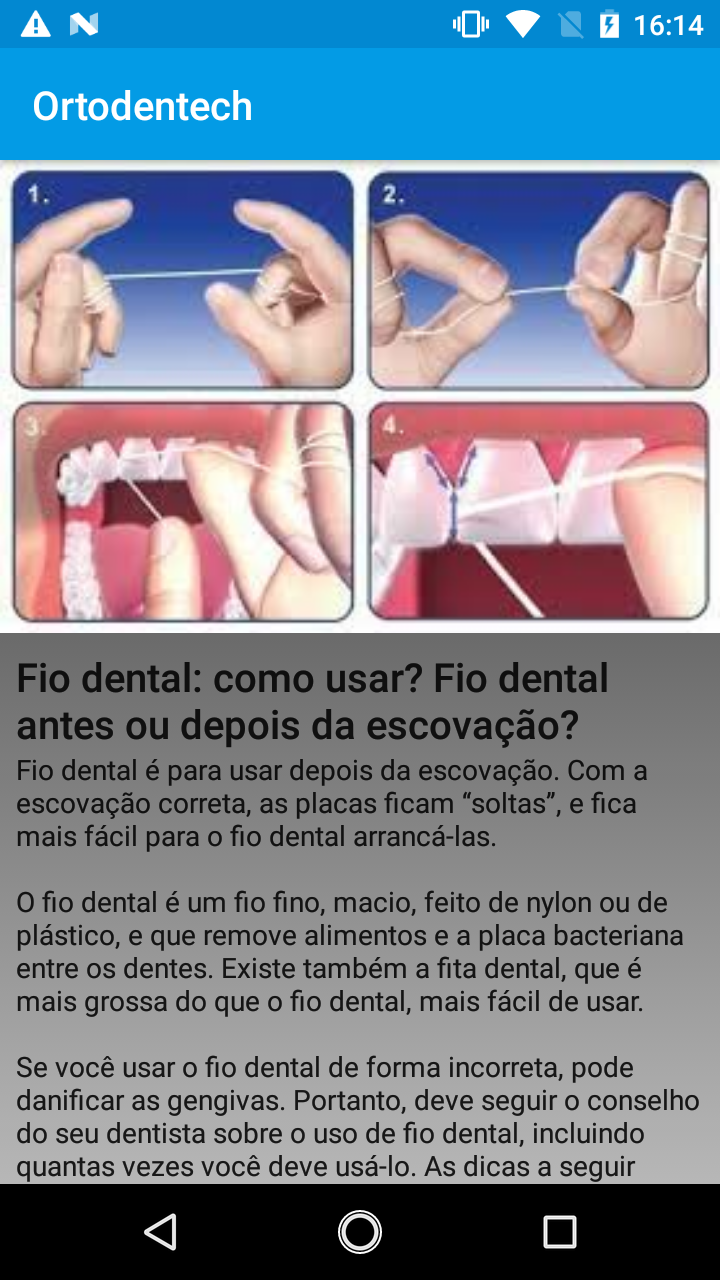 16:14
Ortodentech
1.
2.
3.
4.
Fio dental: como usar? Fio dental
antes ou depois da escovação?
Fio dental é para usar depois da escovação. Com a
escovação correta, as placas ficam “soltas”, e fica
mais fácil para o fio dental arrancá-las.
O fio dental é um fio fino, macio, feito de nylon ou de
plástico, e que remove alimentos e a placa bacteriana
entre os dentes. Existe também a fita dental, que é
mais grossa do que o fio dental, mais fácil de usar.
Se você usar o fio dental de forma incorreta, pode
danificar as gengivas. Portanto, deve seguir o conselho
do seu dentista sobre o uso de fio dental, incluindo
quantas vezes você deve usá-lo. As dicas a seguir